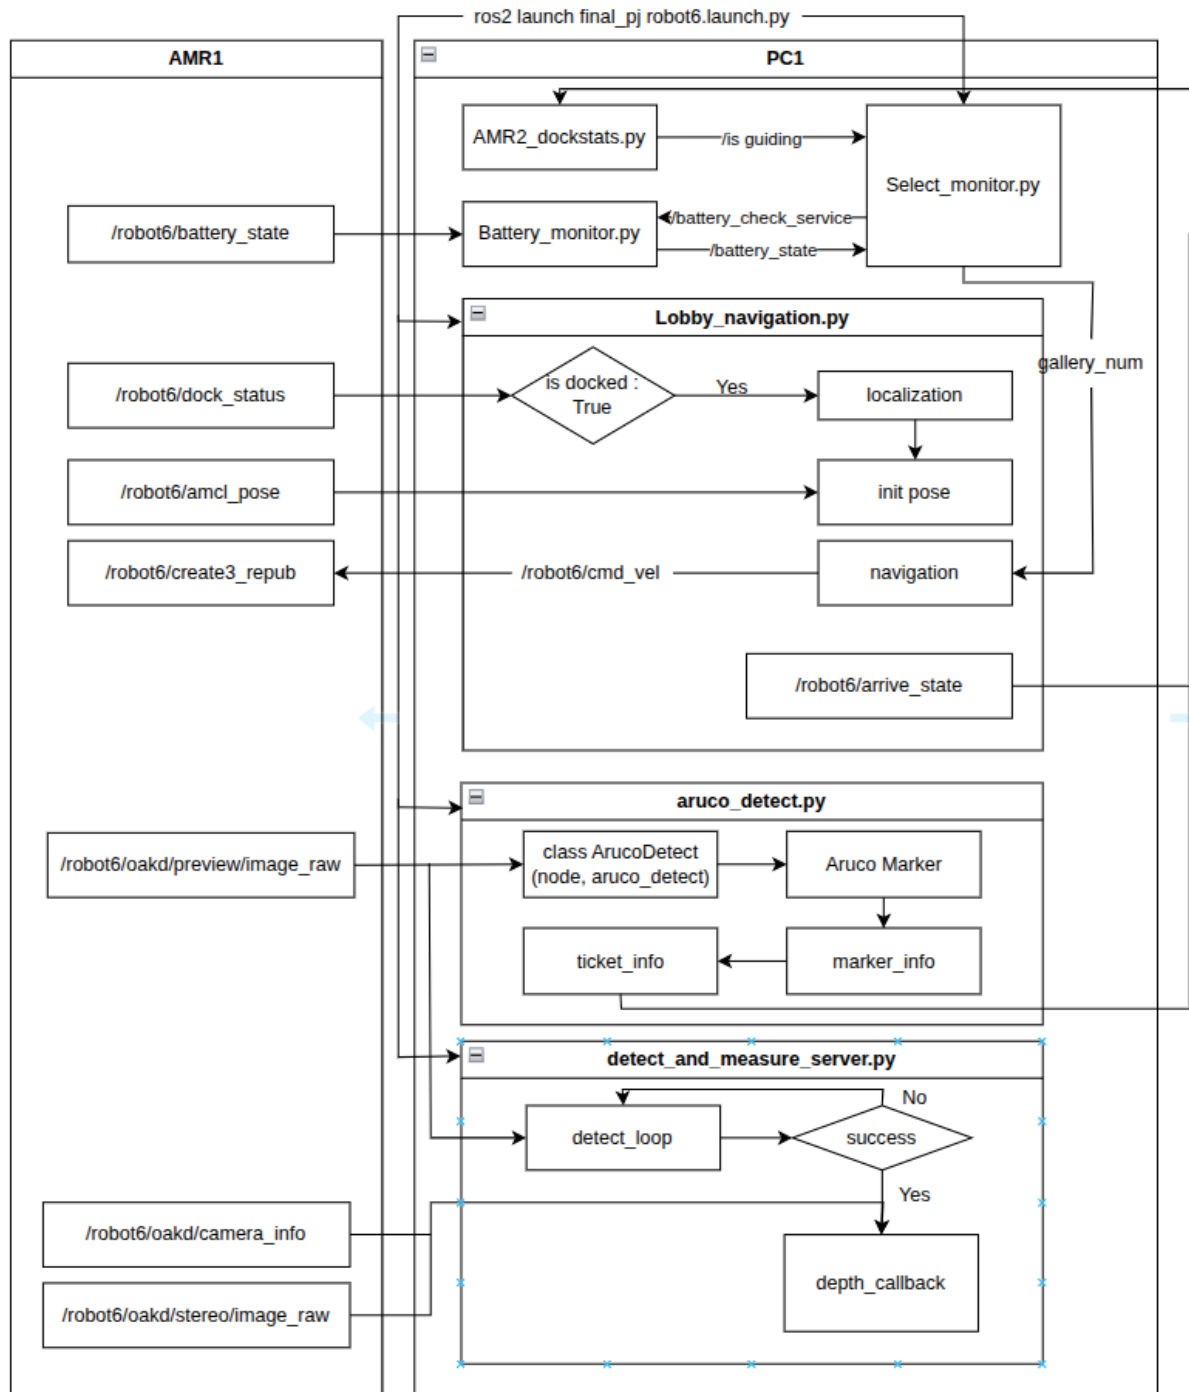 ros2 launch final_pj robot6.launch.py
AMR1
PC1
AMR2_dockstats.py
/is guiding
Select_monitor.py
/robot6/battery_state
Battery_monitor.py
/battery_check_service
/battery_state
Lobby_navigation.py
gallery_num
/robot6/dock_status
is docked :
True
Yes
localization
/robot6/amcl_pose
init pose
/robot6/create3_repub
/robot6/cmd_vel
navigation
/robot6/arrive_state
aruco_detect.py
/robot6/oakd/preview/image_raw
class ArucoDetect
(node, aruco_detect)
Aruco Marker
ticket_info
marker_info
detect_and_measure_server.py
No
detect_loop
success
Yes
/robot6/oakd/camera_info
depth_callback
/robot6/oakd/stereo/image_raw